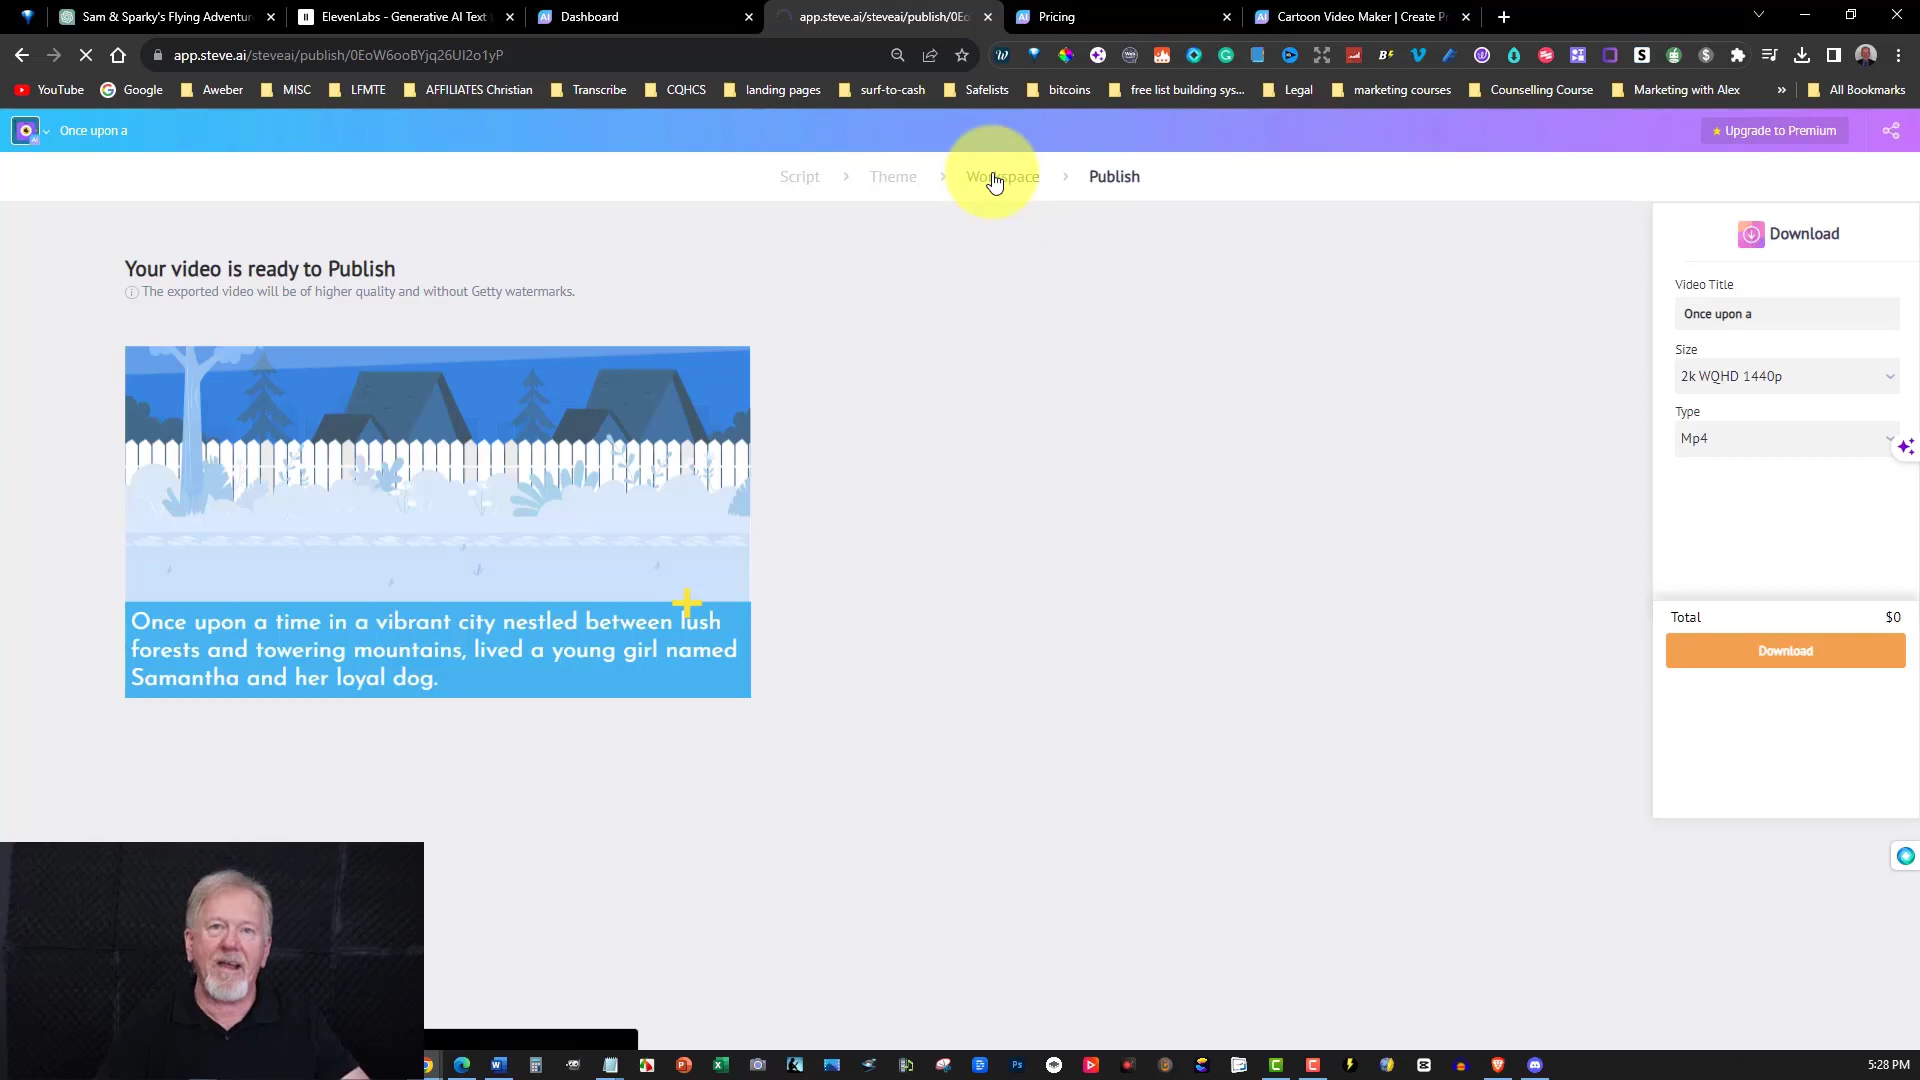 Sam & Sparky's Flying Adventur
ElevenLabs - Generative AI Text
Dashboard
app.steve.ai/steveai/publish/0Eo
Pricing
Cartoon Video Maker | Create Pr
app.steve.ai/steveai/publish/0EoW6ooBYjq26UI2o1yP
YouTube
Google
Aweber
MISC
LFMTE
AFFILIATES Christian
Transcribe
CQHCS
landing pages
surf-to-cash
Safelists
bitcoins
free list building sys...
Legal
marketing courses
Counselling Course
Marketing with Alex
All Bookmarks
Once upon a
Upgrade to Premium
Script
Theme
Workspace
Publish
Your video is ready to Publish
The exported video will be of higher quality and without Getty watermarks.
Once upon a time in a vibrant city nestled between lush
forests and towering mountains, lived a young girl named
Samantha and her loyal dog.
Download
Video Title
Once upon a
Size
2k WQHD 1440p
Type
Mp4
Total $0
Download
5:28 PM